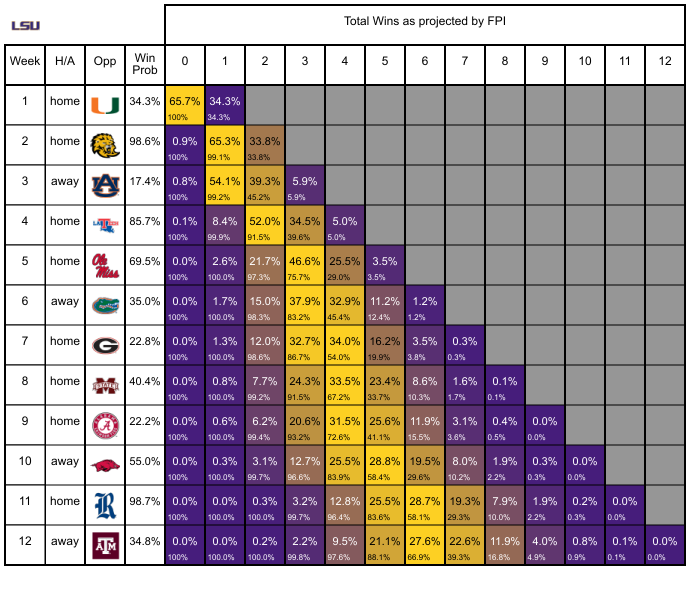 LSU
Total Wins as projected by FPI
Week H/A Opp Win Prob 0 1 2 3 4 5 6 7 8 9 10 11 12
1 home U 34.3% 65.7% 34.3%
100% 34.3%
2 home 98.6% 0.9% 65.3% 33.8%
100% 99.1% 33.8%
3 away AU 17.4% 0.8% 54.1% 39.3% 5.9%
100% 99.2% 45.2% 5.9%
4 home LA TECH 85.7% 0.1% 8.4% 52.0% 34.5% 5.0%
100% 99.9% 91.5% 39.6% 5.0%
5 home Ole Miss 69.5% 0.0% 2.6% 21.7% 46.6% 25.5% 3.5%
100% 100.0% 97.3% 75.7% 29.0% 3.5%
6 away 35.0% 0.0% 1.7% 15.0% 37.9% 32.9% 11.2% 1.2%
100% 100.0% 98.3% 83.2% 45.4% 12.4% 1.2%
7 home G 22.8% 0.0% 1.3% 12.0% 32.7% 34.0% 16.2% 3.5% 0.3%
100% 100.0% 98.6% 86.7% 54.0% 19.9% 3.8% 0.3%
8 home STATE 40.4% 0.0% 0.8% 7.7% 24.3% 33.5% 23.4% 8.6% 1.6% 0.1%
100% 100.0% 99.2% 91.5% 67.2% 33.7% 10.3% 1.7% 0.1%
9 home A 22.2% 0.0% 0.6% 6.2% 20.6% 31.5% 25.6% 11.9% 3.1% 0.4% 0.0%
100% 100.0% 99.4% 93.2% 72.6% 41.1% 15.5% 3.6% 0.5% 0.0%
10 away 55.0% 0.0% 0.3% 3.1% 12.7% 25.5% 28.8% 19.5% 8.0% 1.9% 0.3% 0.0%
100% 100.0% 99.7% 96.6% 83.9% 58.4% 29.6% 10.2% 2.2% 0.3% 0.0%
11 home R 98.7% 0.0% 0.0% 0.3% 3.2% 12.8% 25.5% 28.7% 19.3% 7.9% 1.9% 0.2% 0.0%
100% 100.0% 100.0% 99.7% 96.4% 83.6% 58.1% 29.3% 10.0% 2.2% 0.3% 0.0%
12 away ATM 34.8% 0.0% 0.0% 0.2% 2.2% 9.5% 21.1% 27.6% 22.6% 11.9% 4.0% 0.8% 0.1% 0.0%
100% 100.0% 100.0% 99.8% 97.6% 88.1% 66.9% 39.3% 16.8% 4.9% 0.9% 0.1% 0.0%